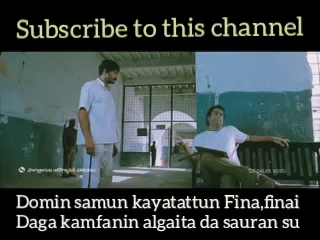 Subscribe to this channel
Domin samun kayatattun Fina,finai
Daga kamfanin algaita da sauran su